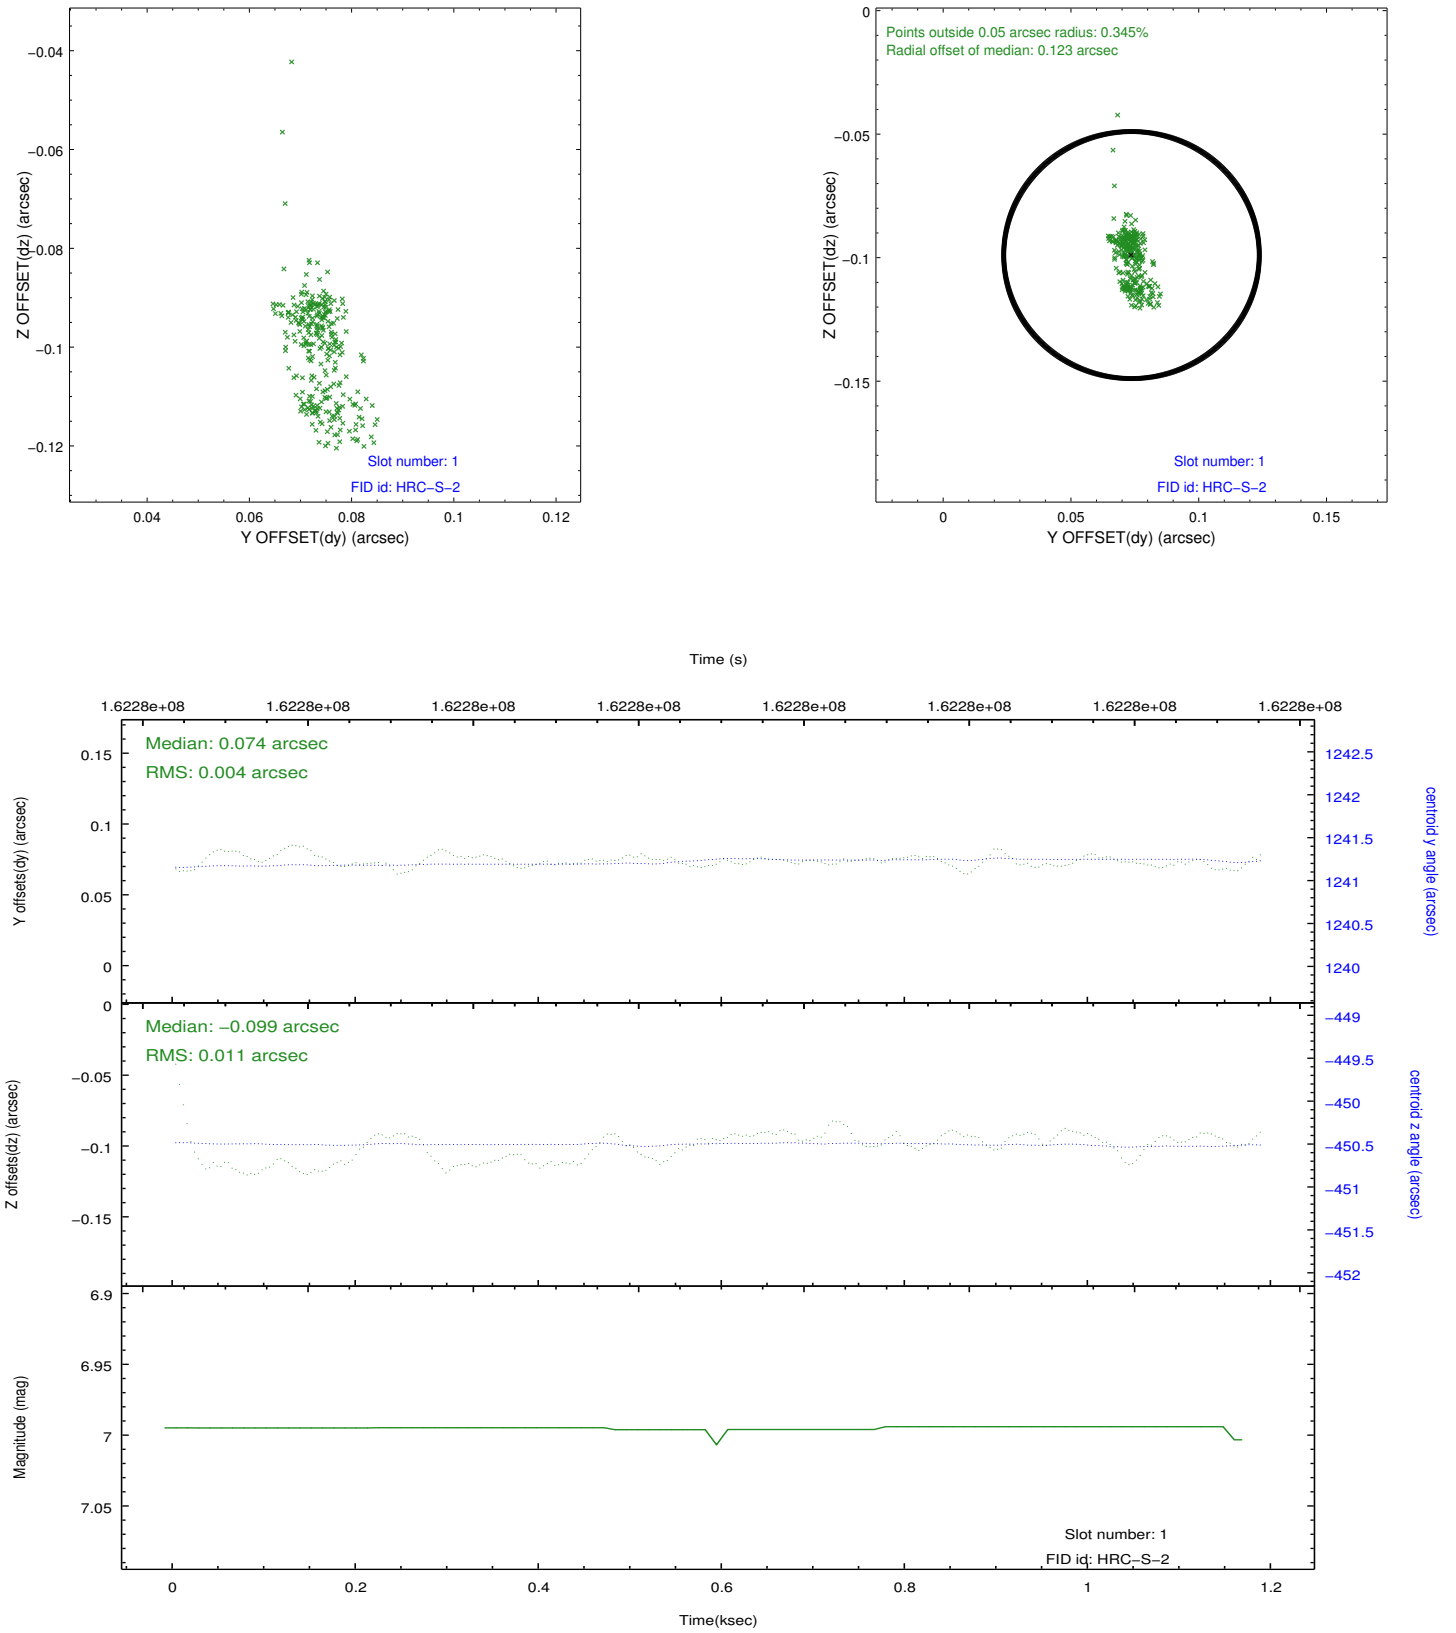 −0.04
−0.06
−0.08
−0.1
−0.12
Z OFFSET(dz) (arcsec)
Slot number: 1
FID id: HRC−S−2
0.04 0.06 0.08 0.1 0.12
Y OFFSET(dy) (arcsec)
0
−0.05
−0.1
−0.15
Z OFFSET(dz) (arcsec)
Points outside 0.05 arcsec radius: 0.345%
Radial offset of median: 0.123 arcsec
Slot number: 1
FID id: HRC−S−2
0 0.05 0.1 0.15
Y OFFSET(dy) (arcsec)
Time (s)
1.6228e+08 1.6228e+08 1.6228e+08 1.6228e+08 1.6228e+08 1.6228e+08 1.6228e+08 1.6228e+08
Median: 0.074 arcsec
RMS: 0.004 arcsec
0.15
0.1
0.05
0
Y offsets(dy) (arcsec)
1242.5
1242
1241.5
1241
1240.5
1240
centroid y angle (arcsec)
Median: −0.099 arcsec
RMS: 0.011 arcsec
0
−0.05
−0.1
−0.15
Z offsets(dz) (arcsec)
−449
−449.5
−450
−450.5
−451
−451.5
−452
centroid z angle (arcsec)
6.9
6.95
7
7.05
Magnitude (mag)
Slot number: 1
FID id: HRC−S−2
0 0.2 0.4 0.6 0.8 1 1.2
Time(ksec)